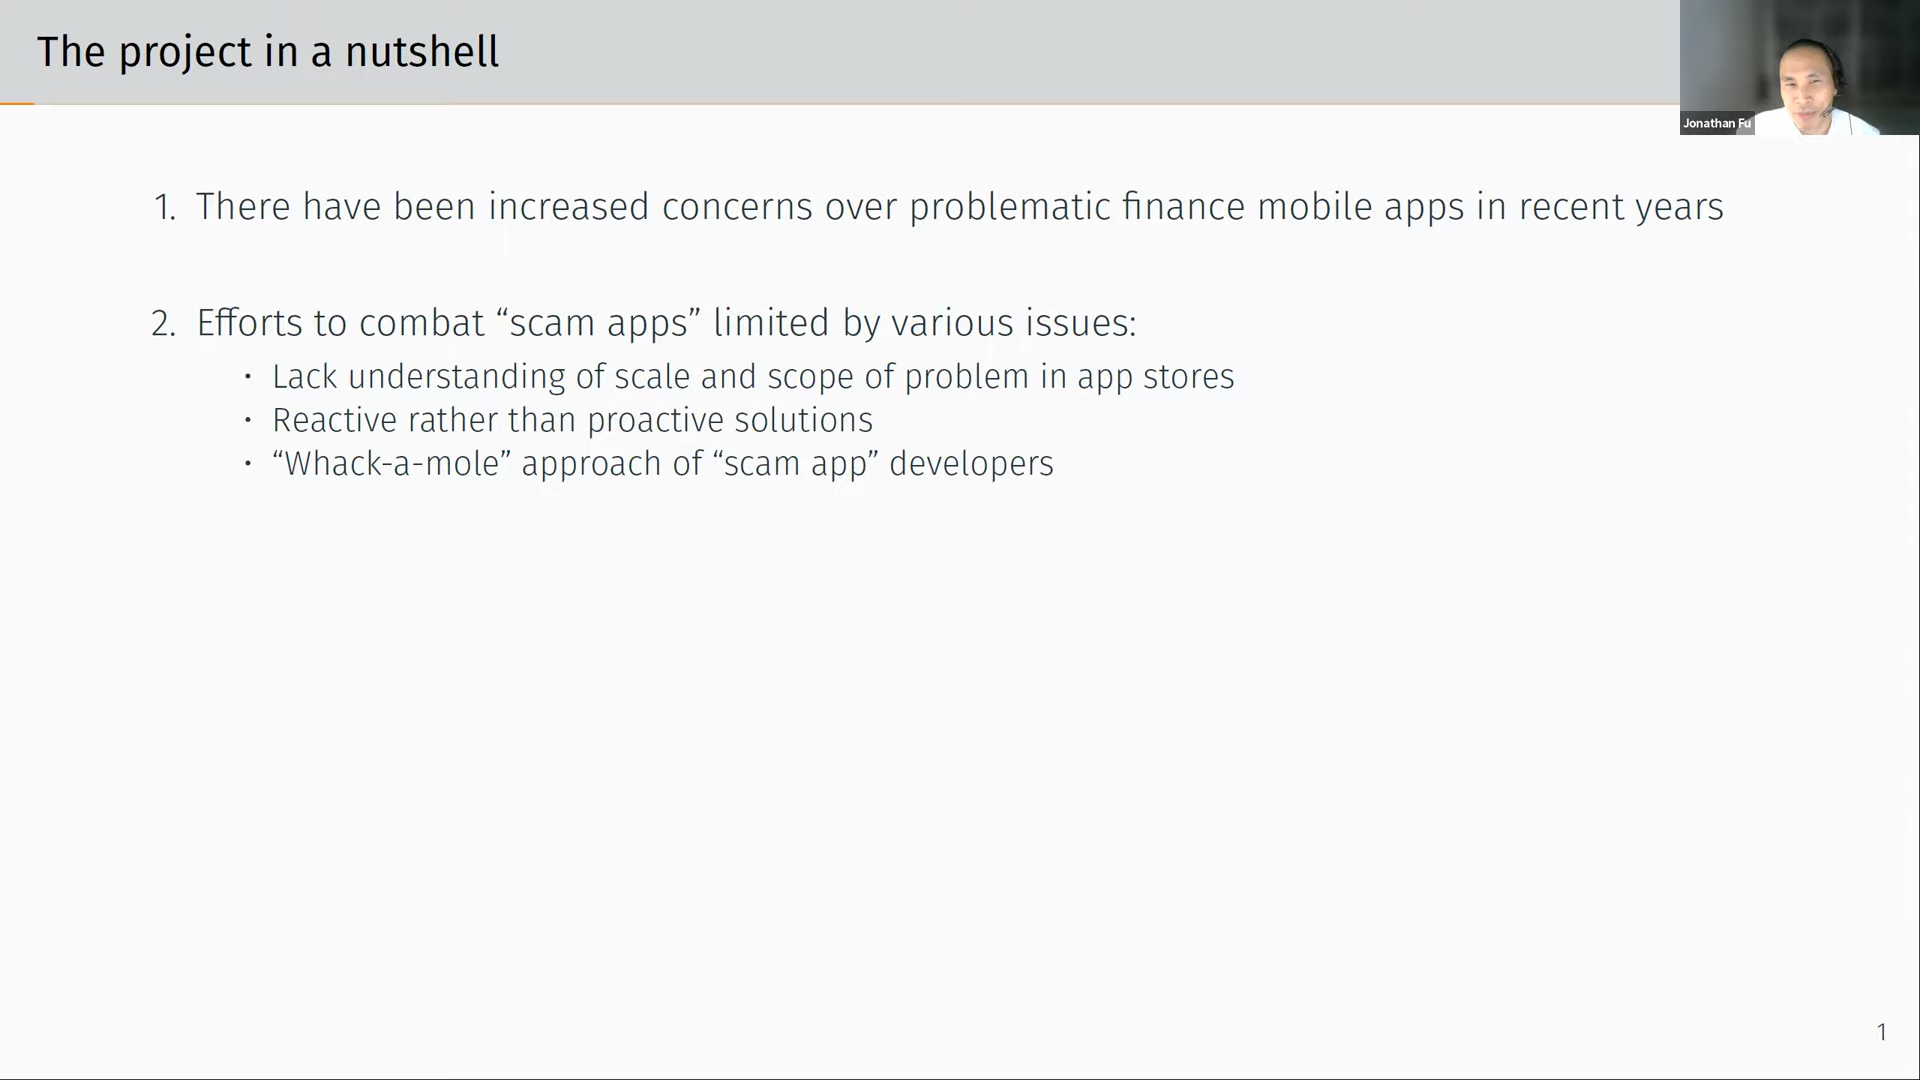 The project in a nutshell
Jonathan Fu
1. There have been increased concerns over problematic finance mobile apps in recent years
2. Efforts to combat “scam apps” limited by various issues:
· Lack understanding of scale and scope of problem in app stores
· Reactive rather than proactive solutions
· “Whack-a-mole” approach of “scam app” developers
1